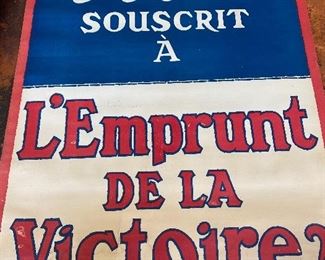 SOUSCRIT
À
L'Emprunt
DE LA
Victoire?